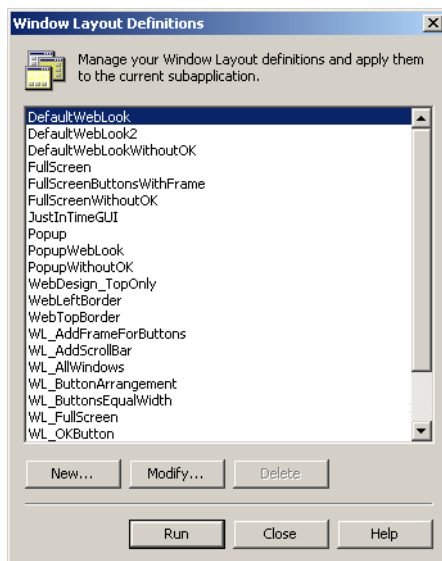 Window Layout Definitions
Manage your Window Layout definitions and apply them
to the current subapplication.
DefaultWebLook
DefaultWebLook2
DefaultWebLookWithoutOK
FullScreen
FullScreenButtonsWithFrame
FullScreenWithoutOK
JustInTimeGUI
Popup
PopupWebLook
PopupWithoutOK
WebDesign_TopOnly
WebLeftBorder
WebTopBorder
WL_AddFrameForButtons
WL_AddScrollBar
WL_AllWindows
WL_ButtonArrangement
WL_ButtonsEqualWidth
WL_FullScreen
WL_OKButton
New... Modify... Delete
Run Close Help